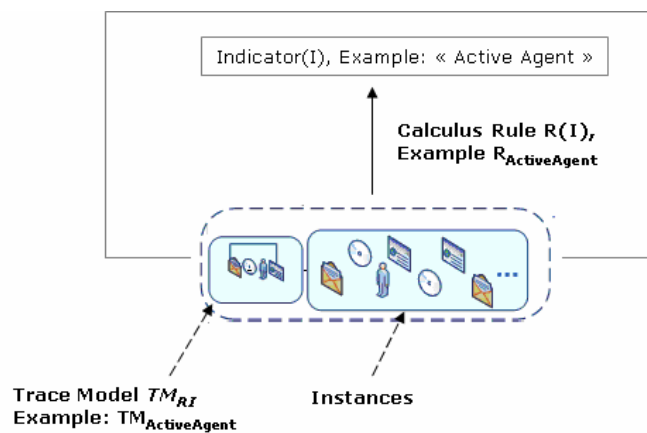 Indicator(I), Example: « Active Agent »
Calculus Rule R(I),
Example R_ActiveAgent
...
Trace Model TM_RI
Example: TM_ActiveAgent
Instances